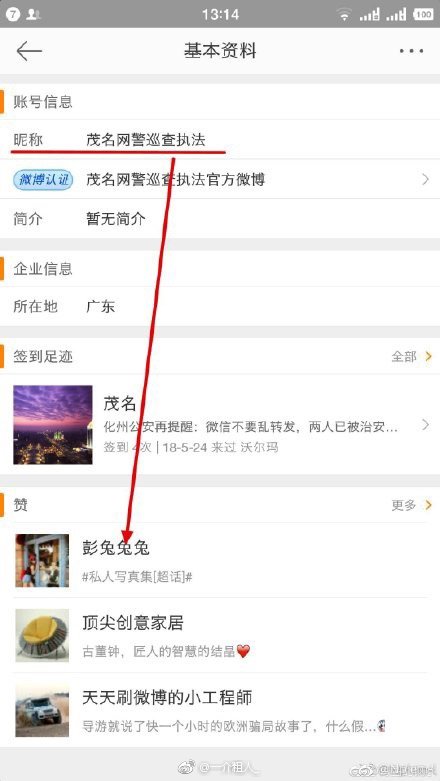 7
13:14
基本资料
账号信息
昵称 茂名网警巡查执法
微博认证 茂名网警巡查执法官方微博
简介 暂无简介
企业信息
所在地 广东
签到足迹 全部
茂名
化州公安再提醒：微信不要乱转发，两人已被治安...
签到 4次 | 18-5-24 来过 沃尔玛
赞 更多
彭兔兔兔
#私人写真集[超话]#
顶尖创意家居
古董钟，匠人的智慧的结晶❤️
天天刷微博的小工程師
导游就说了快一个小时的欧洲骗局故事了，什么假...
@一介租人_